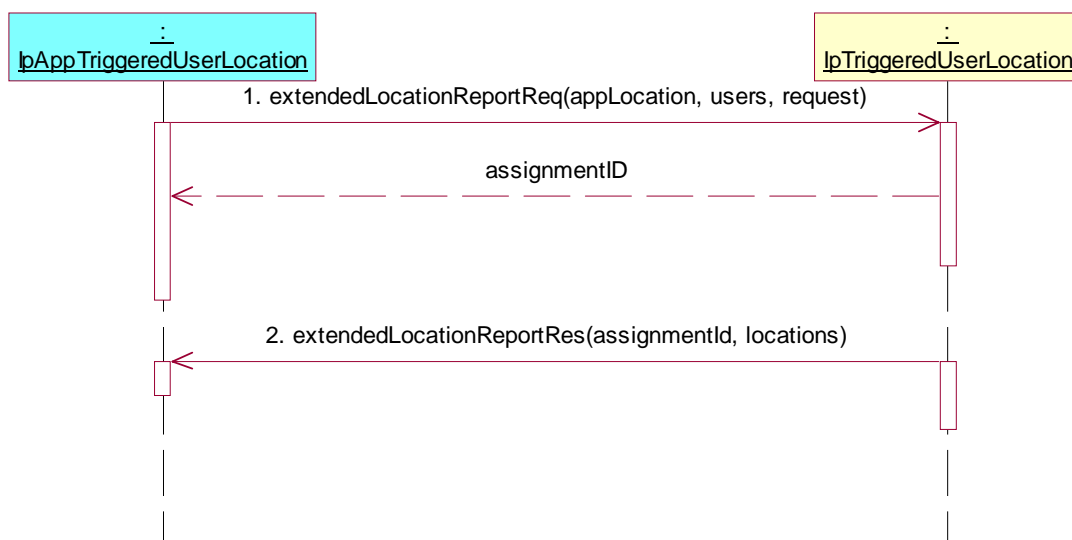 :
IpAppTriggeredUserLocation
:
IpTriggeredUserLocation
1. extendedLocationReportReq(appLocation, users, request)
assignmentID
2. extendedLocationReportRes(assignmentId, locations)